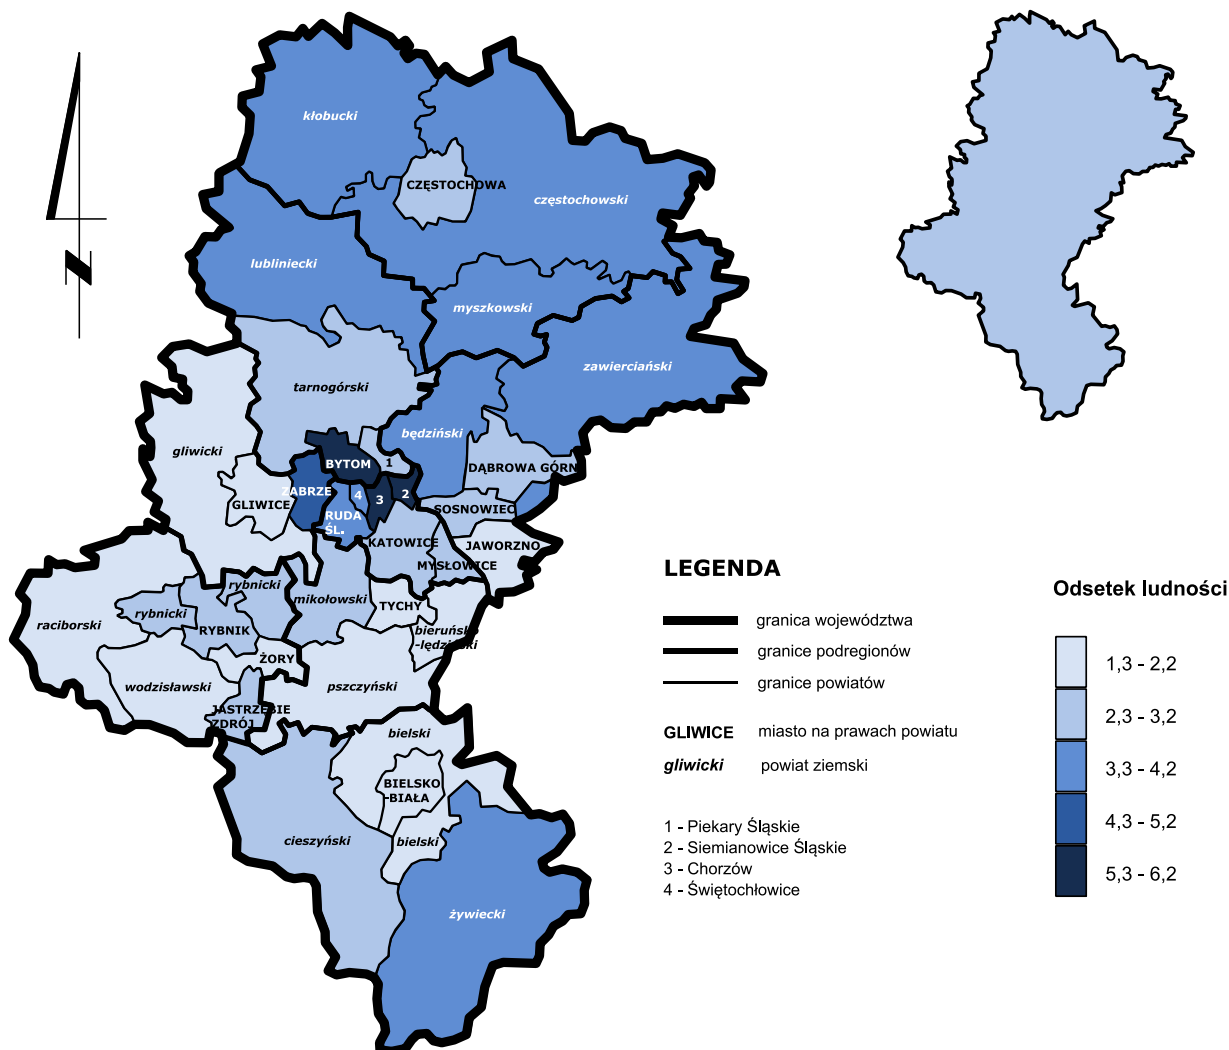 kłobucki
CZĘSTOCHOWA
częstochowski
lubliniecki
myszkowski
zawierciański
tarnogórski
będziński
gliwicki
BYTOM
1
DĄBROWA GÓRN
ZABRZE
4
3
2
GLIWICE
RUDA
ŚL.
SOSNOWIEC
KATOWICE
JAWORZNO
MYSŁOWICE
rybnicki
mikołowski
TYCHY
rybnicki
raciborski
RYBNIK
bieruńsko
-lędziński
ŻORY
wodzisławski
pszczyński
JASTRZĘBIE
ZDRÓJ
bielski
BIELSKO
-BIAŁA
cieszyński
bielski
żywiecki
N
LEGENDA
granica województwa
granice podregionów
granice powiatów
GLIWICE miasto na prawach powiatu
gliwicki powiat ziemski
1 - Piekary Śląskie
2 - Siemianowice Śląskie
3 - Chorzów
4 - Świętochłowice
Odsetek ludności
1,3 - 2,2
2,3 - 3,2
3,3 - 4,2
4,3 - 5,2
5,3 - 6,2